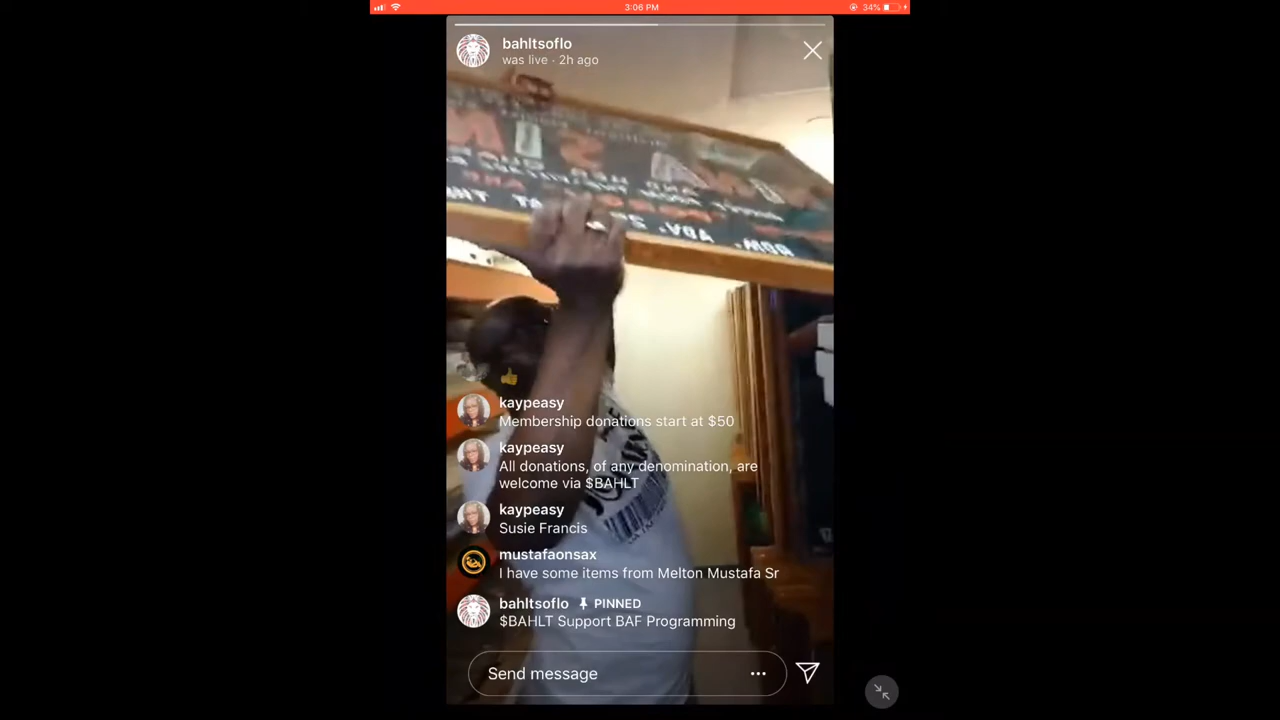 3:06 PM
34%
bahltsoflo
was live · 2h ago
kaypeasy
Membership donations start at $50
kaypeasy
All donations, of any denomination, are
welcome via $BAHLT
kaypeasy
Susie Francis
mustafaonsax
I have some items from Melton Mustafa Sr
bahltsoflo PINNED
$BAHLT Support BAF Programming
Send message